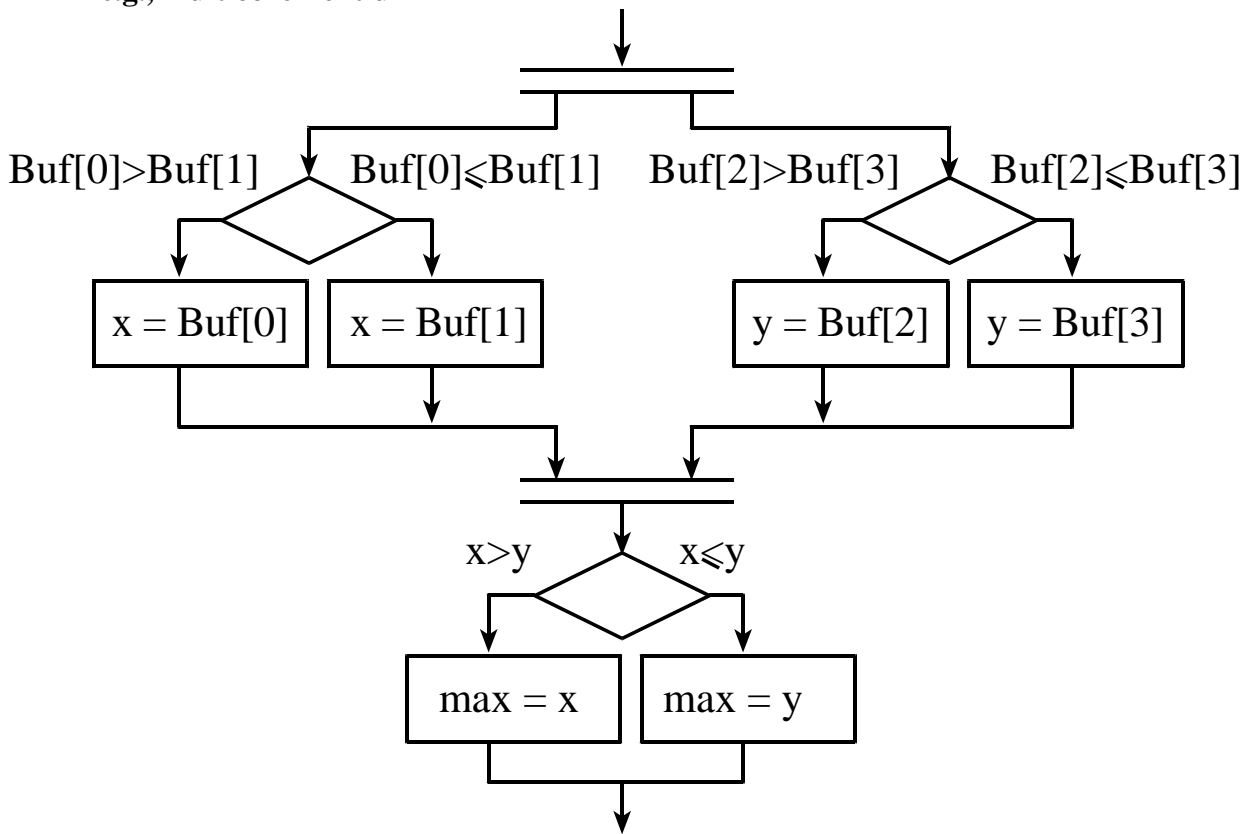 Buf[0]>Buf[1] Buf[0]⩽Buf[1] Buf[2]>Buf[3] Buf[2]⩽Buf[3]
x = Buf[0] x = Buf[1] y = Buf[2] y = Buf[3]
x>y x⩽y
max = x max = y